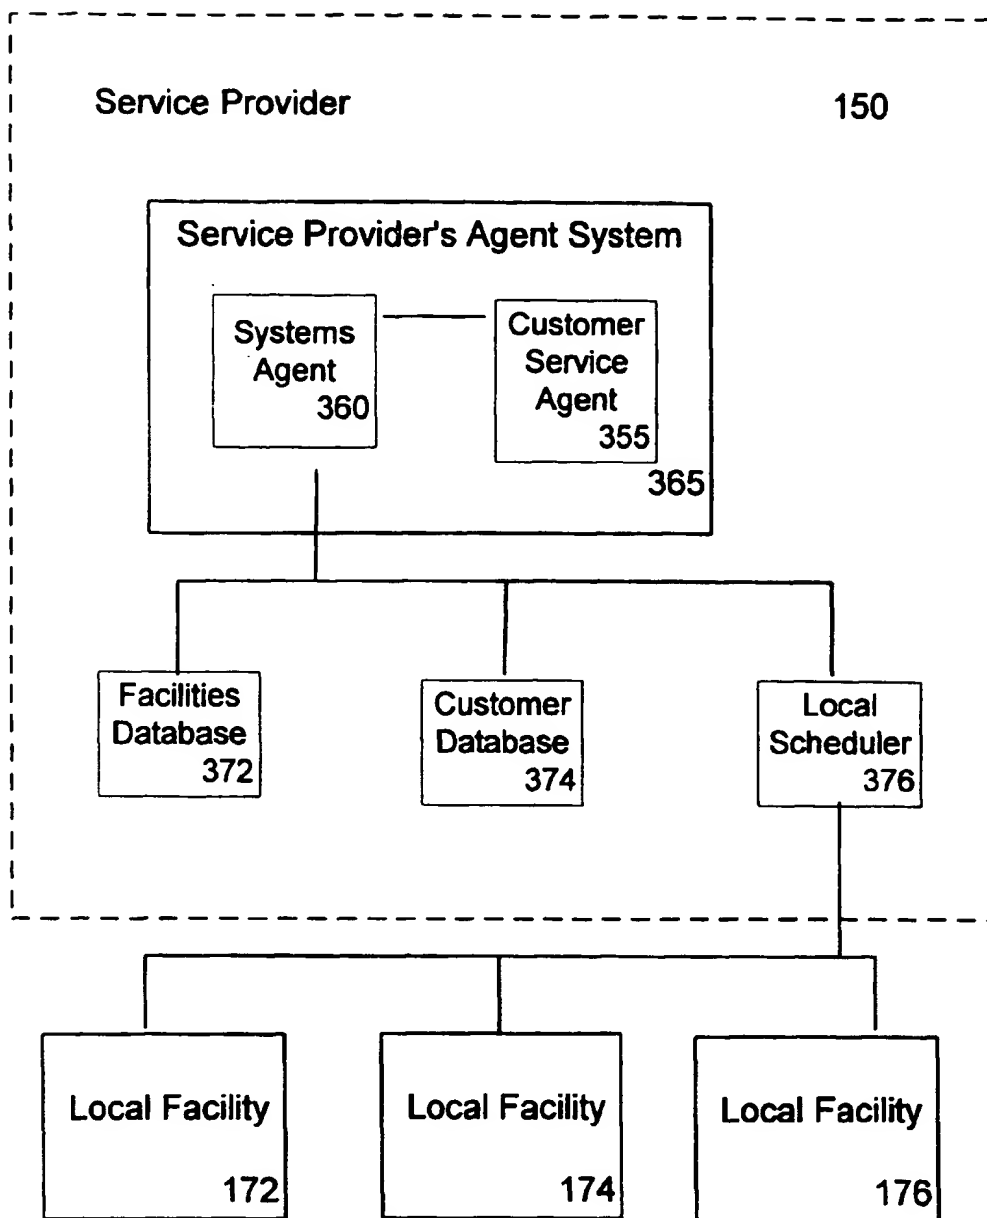 Service Provider 150
Service Provider's Agent System
Systems
Agent
360
Customer
Service
Agent
355
365
Facilities
Database
372
Customer
Database
374
Local
Scheduler
376
Local Facility
172
Local Facility
174
Local Facility
176